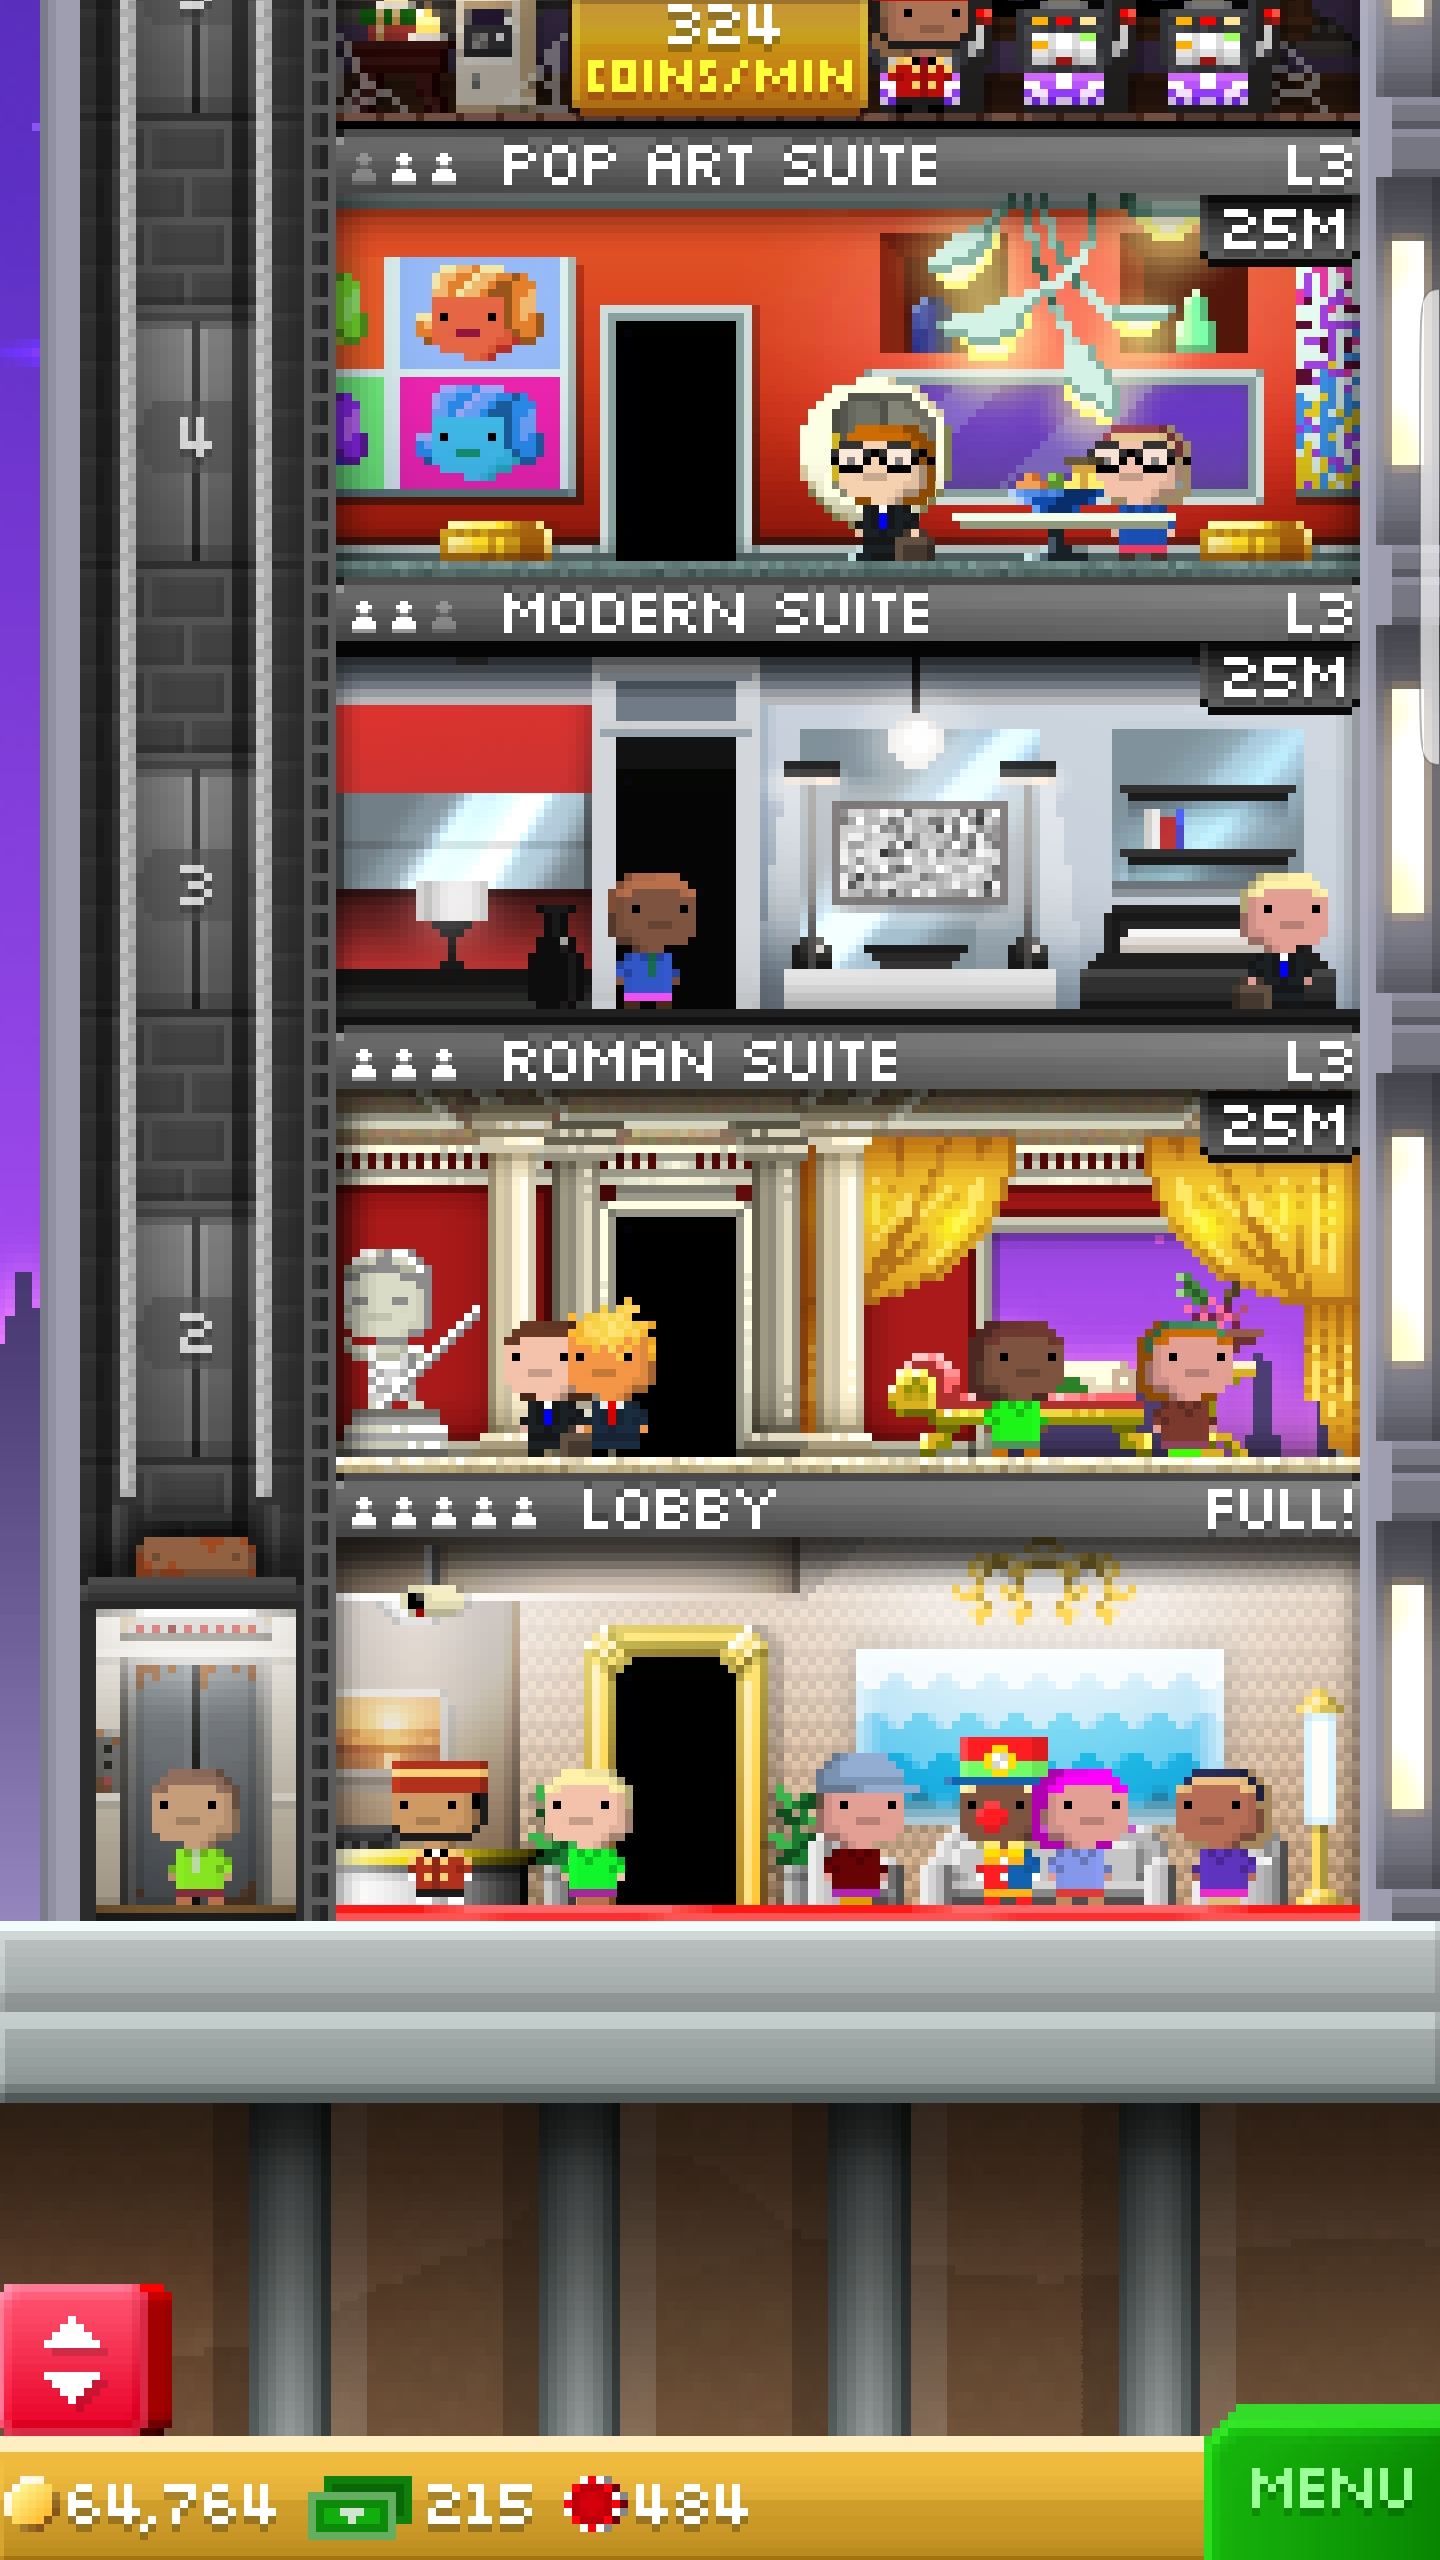 324
COINS/MIN
POP ART SUITE L3
25M
4
MODERN SUITE L3
25M
3
ROMAN SUITE L3
25M
2
LOBBY FULL!
64,764 215 484
MENU